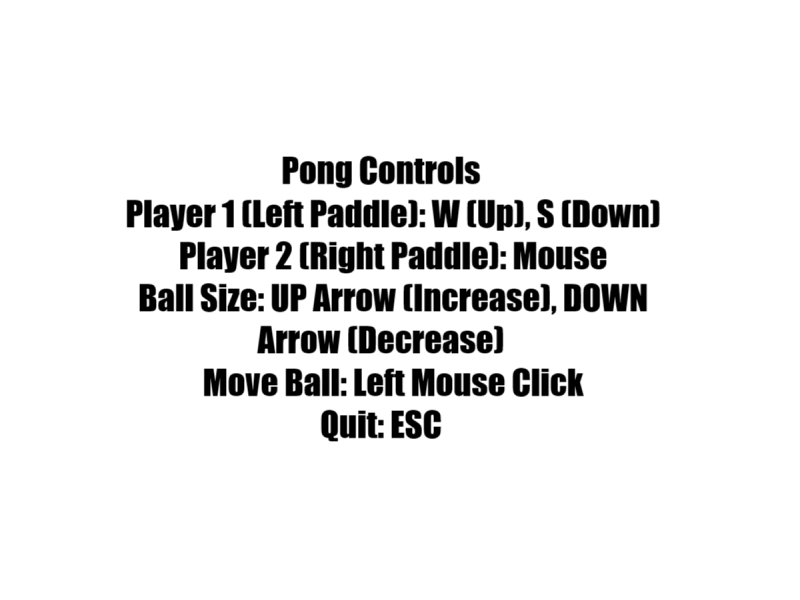 Pong Controls
Player 1 (Left Paddle): W (Up), S (Down)
Player 2 (Right Paddle): Mouse
Ball Size: UP Arrow (Increase), DOWN
Arrow (Decrease)
Move Ball: Left Mouse Click
Quit: ESC